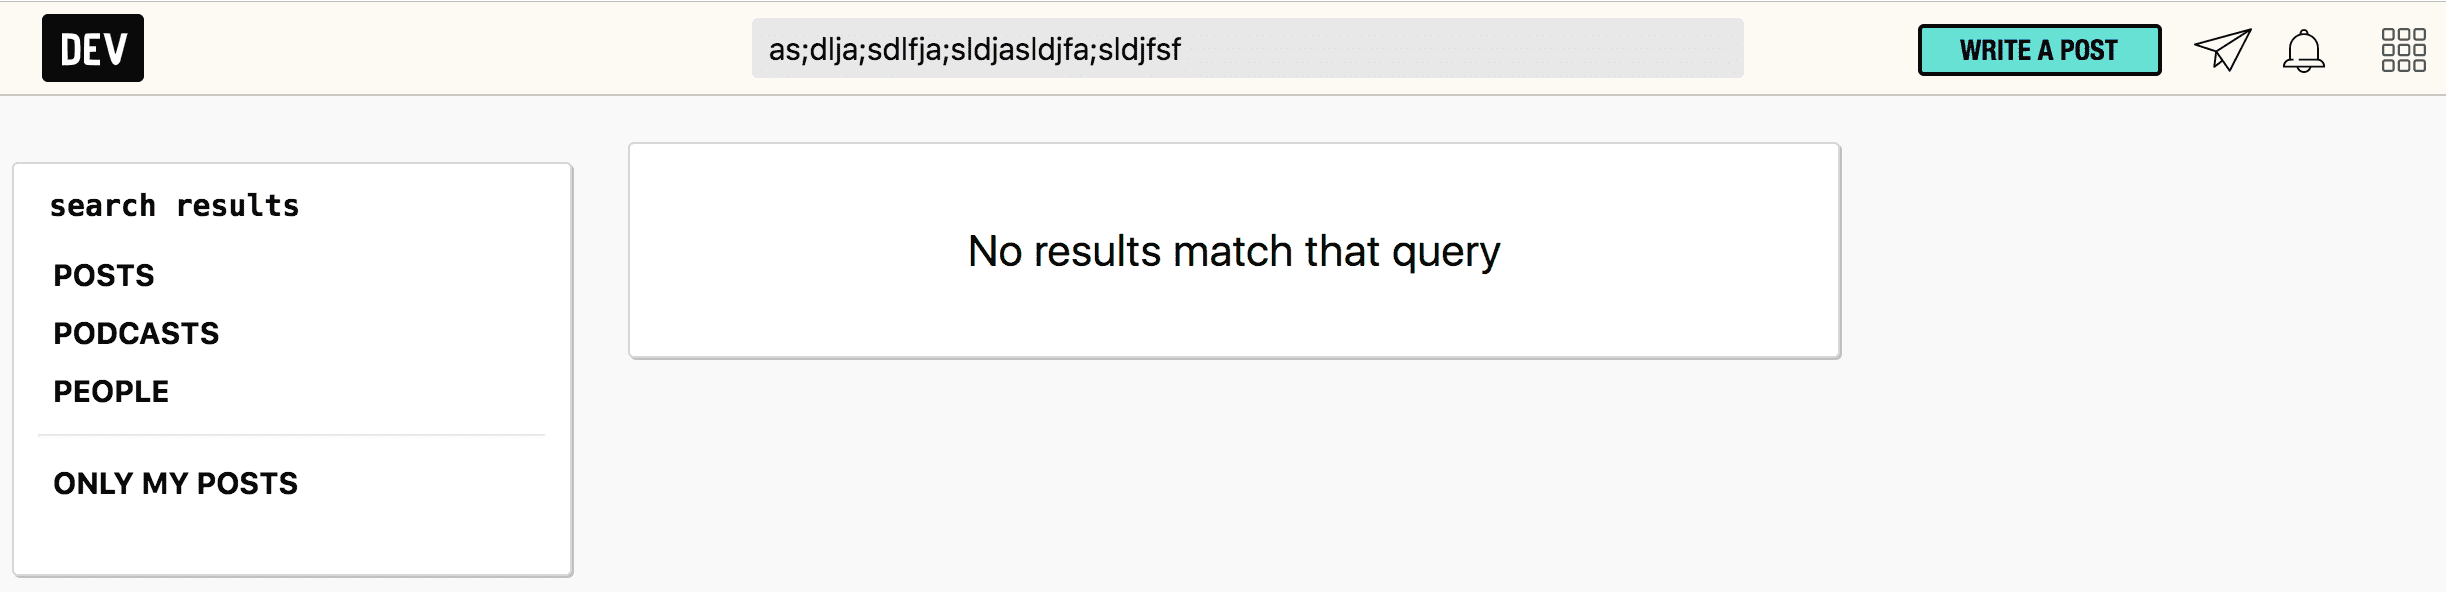 DEV
as;dlja;sdlfja;sldjasldjfa;sldjfsf
WRITE A POST
search results
POSTS
PODCASTS
PEOPLE
ONLY MY POSTS
No results match that query